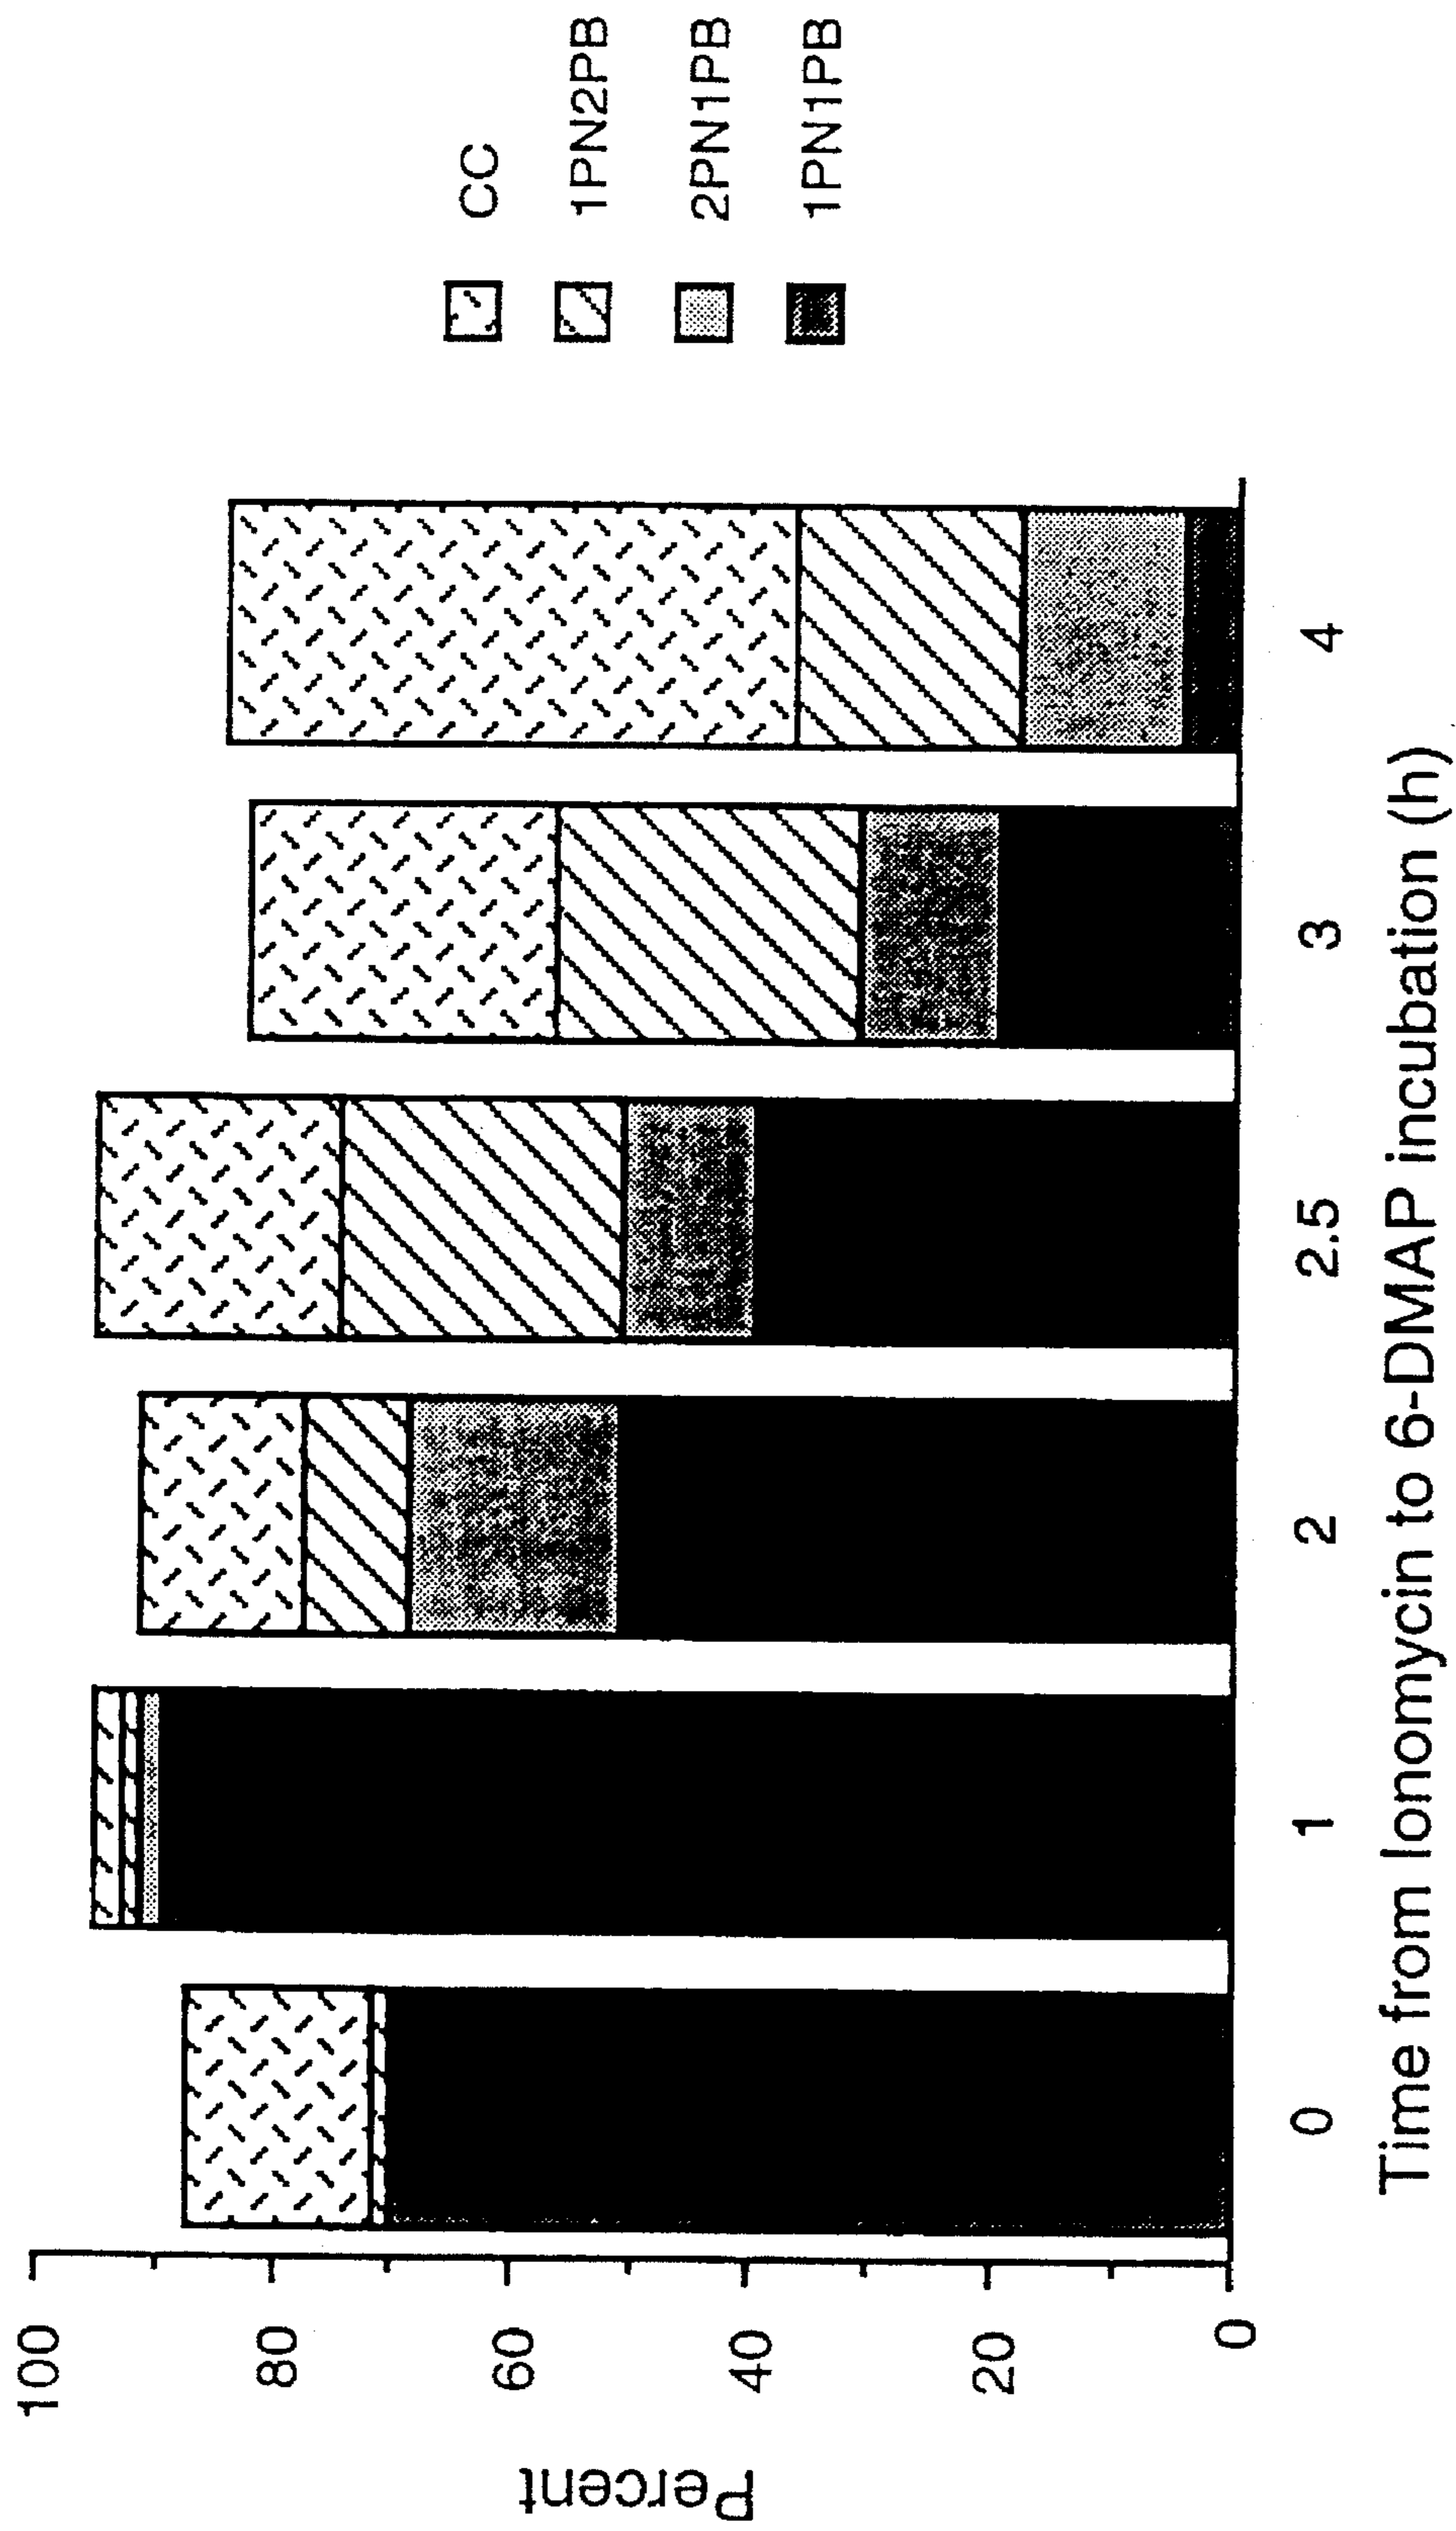 Percent
100
80
60
40
20
0
0 1 2 2.5 3 4
Time from Ionomycin to 6-DMAP incubation (h)
CC
1PN2PB
2PN1PB
1PN1PB